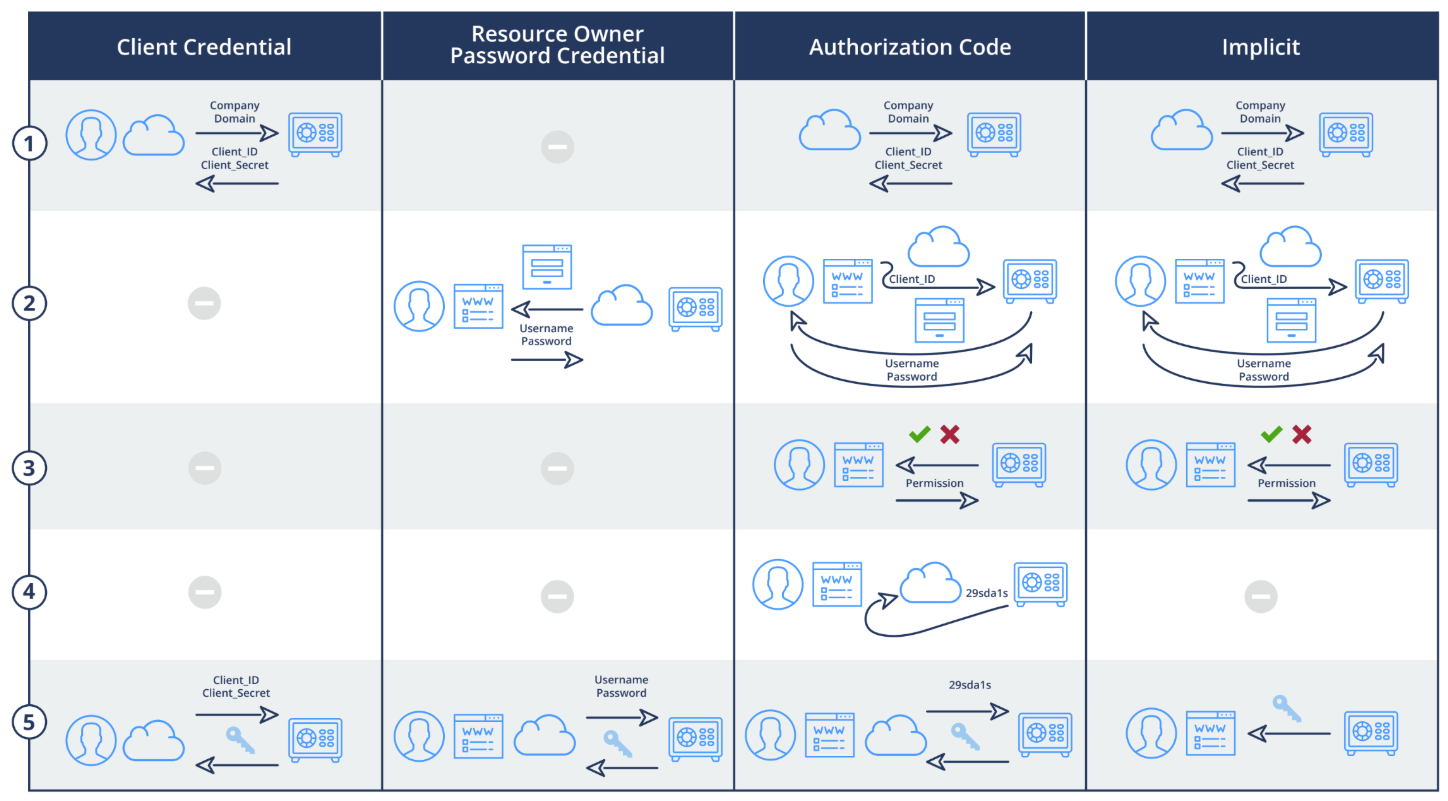 Client Credential
Resource Owner
Password Credential
Authorization Code
Implicit
1
Company
Domain
Client_ID
Client_Secret
Company
Domain
Client_ID
Client_Secret
Company
Domain
Client_ID
Client_Secret
2
WWW
Username
Password
WWW
Client_ID
Username
Password
WWW
Client_ID
Username
Password
3
WWW
Permission
WWW
Permission
4
WWW
29sda1s
5
Client_ID
Client_Secret
WWW
Username
Password
WWW
29sda1s
WWW